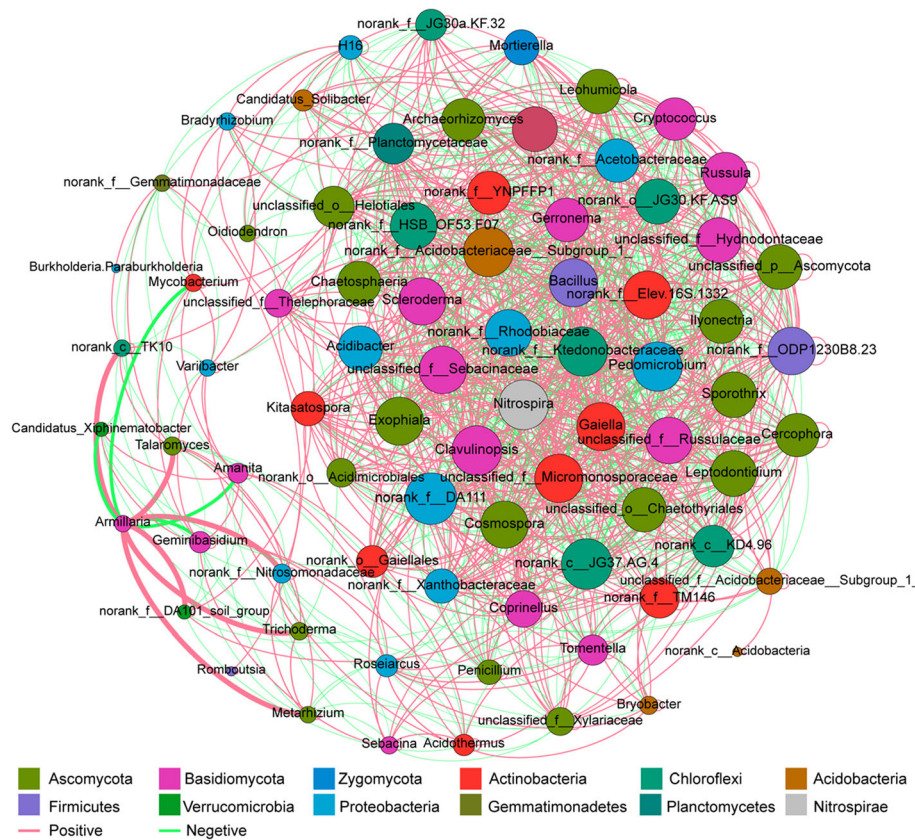 norank_f__JG30a.KF.32
H16
Mortierella
Leohumicola
Candidatus_Solibacter
Archaeorhizomyces
Cryptococcus
Bradyrhizobium
norank_f__Planctomycetaceae
norank_f__Acetobacteraceae
Russula
norank_f__Gemmatimonadaceae
norank_f__YNPFFP1
unclassified_o__Helotiales
norank_o__JG30.KF.AS9
Gerronema
norank_f__HSB_OF53.F07
Oidiodendron
unclassified_f__Hydnodontaceae
norank_f__Acidobacteriaceae__Subgroup_1_
unclassified_p__Ascomycota
Burkholderia.Paraburkholderia
Mycobacterium
Chaetosphaeria
Bacillus
norank_f__Elev.16S.1332
unclassified_f__Thelephoraceae
Scleroderma
Ilyonectria
norank_f__Rhodobiaceae
norank_c__TK10
Acidibacter
norank_f__Ktedonobacteraceae
norank_f__ODP1230B8.23
Variibacter
unclassified_f__Sebacinaceae
Pedomicrobium
Sporothrix
Kitasatospora
Nitrospira
Exophiala
Gaiella
Candidatus_Xiphinematobacter
Cercophora
Talaromyces
unclassified_f__Russulaceae
Clavulinopsis
Amanita
norank_o__Acidimicrobiales
unclassified_f__Micromonosporaceae
Leptodontidium
norank_f__DA111
unclassified_o__Chaetothyriales
Armillaria
Cosmospora
Geminibasidium
norank_c__KD4.96
norank_o__Gaiellales
norank_c__JG37.AG.4
norank_f__Nitrosomonadaceae
unclassified_f__Acidobacteriaceae__Subgroup_1_
norank_f__Xanthobacteraceae
norank_f__TM146
norank_f__DA101_soil_group
Coprinellus
Trichoderma
Tomentella
norank_c__Acidobacteria
Romboutsia
Roseiarcus
Penicillium
Bryobacter
Metarhizium
unclassified_f__Xylariaceae
Sebacina
Acidothermus
Ascomycota Basidiomycota Zygomycota Actinobacteria Chloroflexi Acidobacteria
Firmicutes Verrucomicrobia Proteobacteria Gemmatimonadetes Planctomycetes Nitrospirae
Positive Negetive